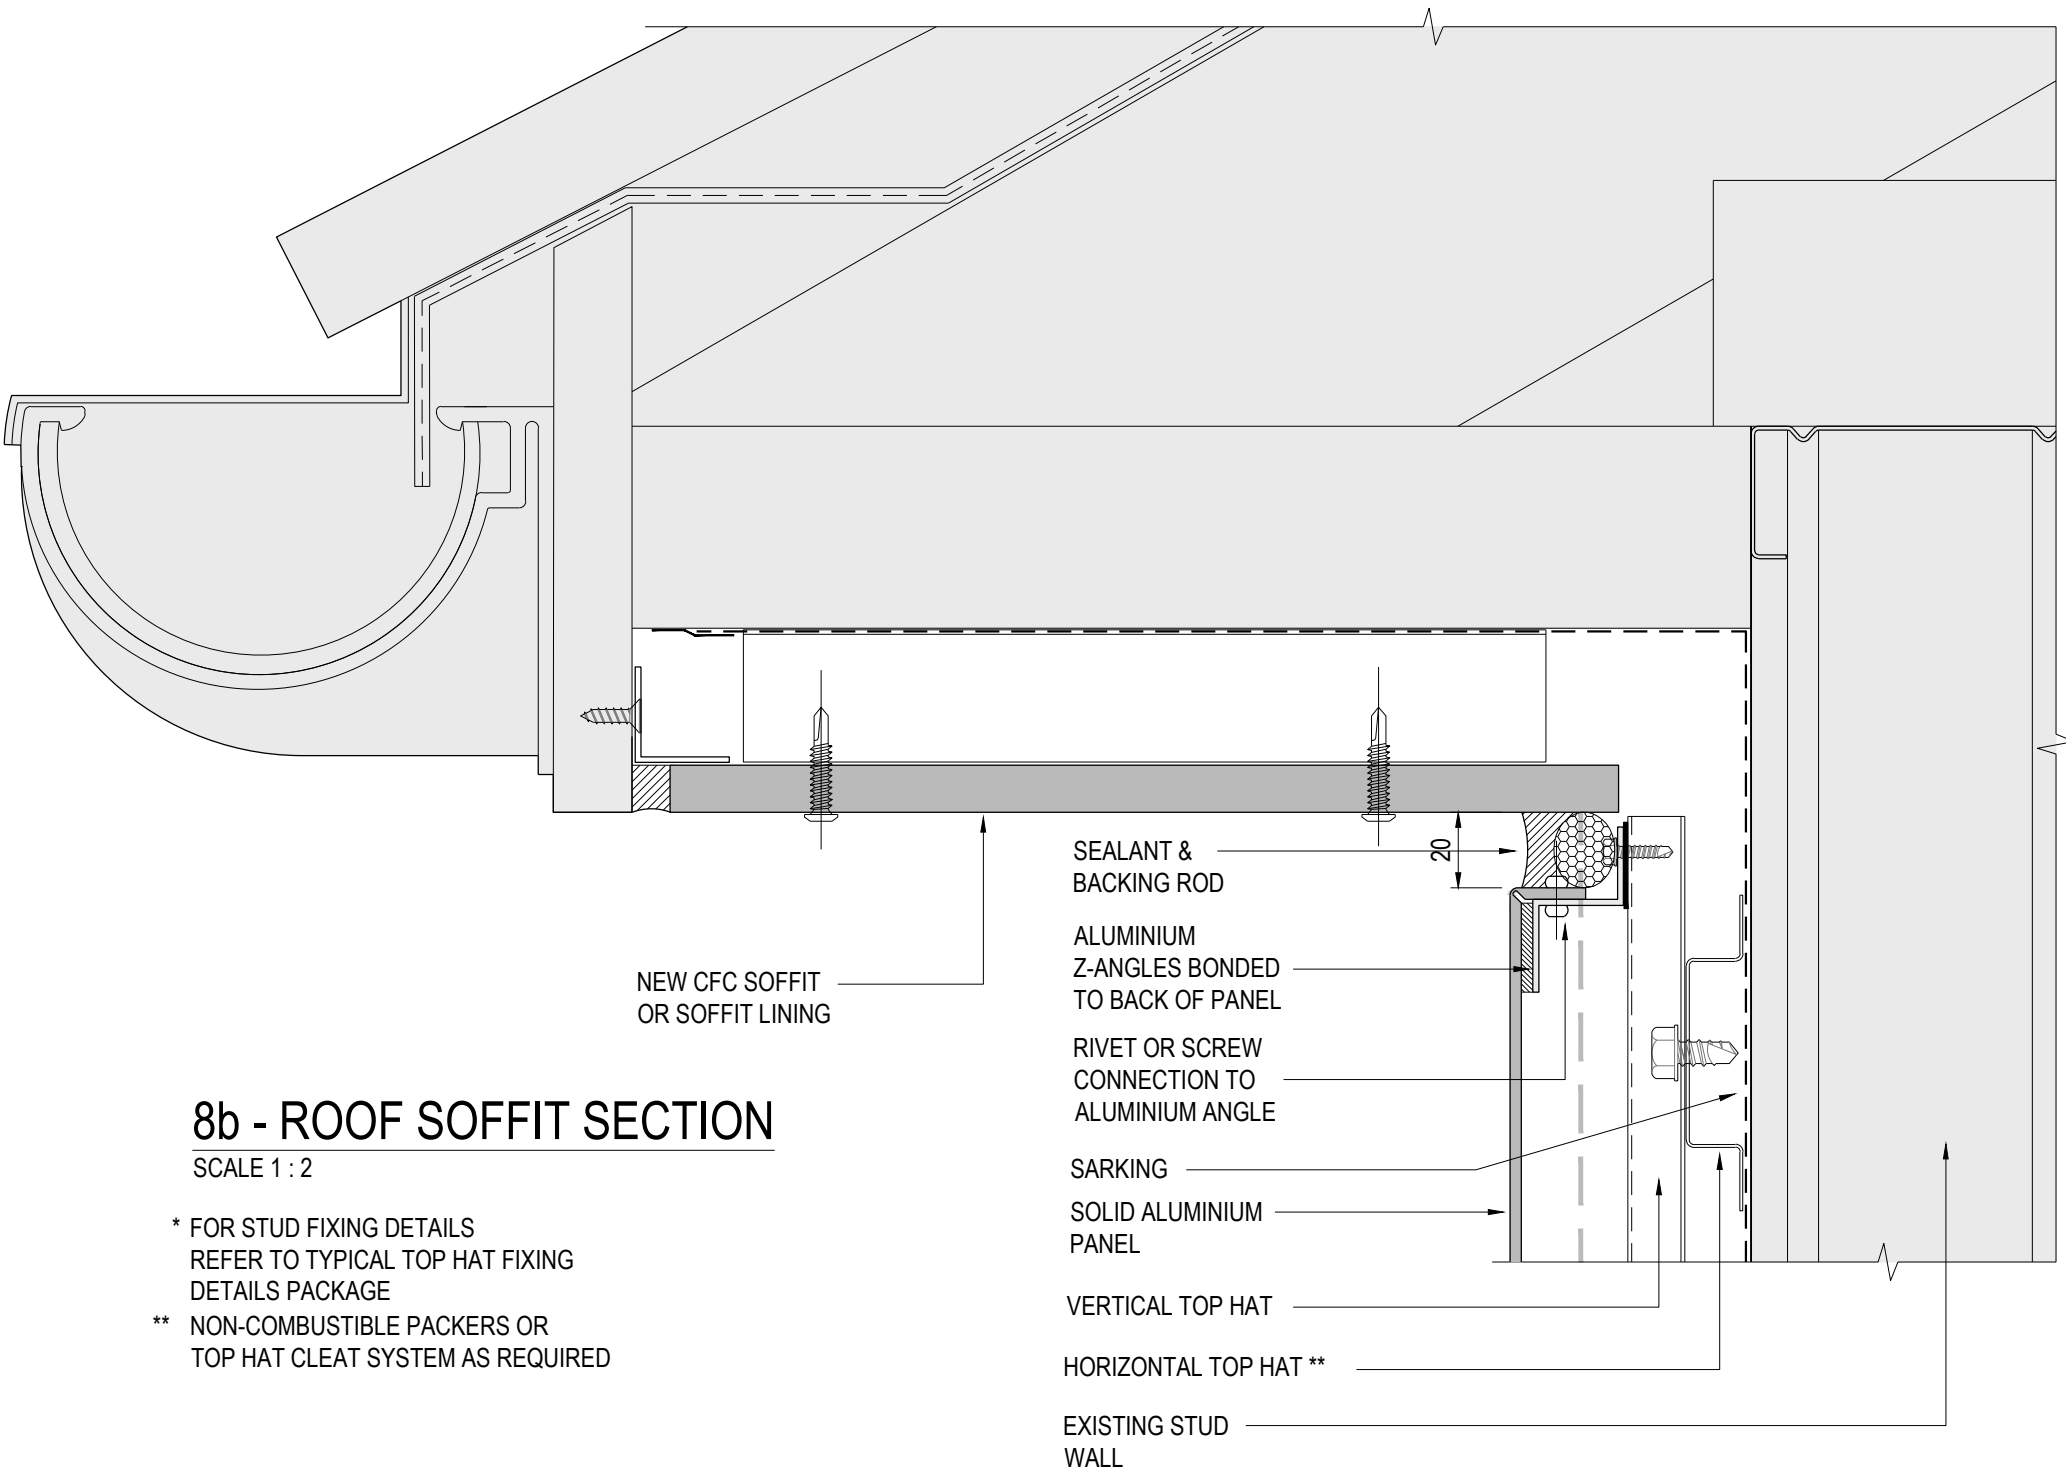 SEALANT &
BACKING ROD
20
ALUMINIUM
Z-ANGLES BONDED
TO BACK OF PANEL
NEW CFC SOFFIT
OR SOFFIT LINING
RIVET OR SCREW
CONNECTION TO
ALUMINIUM ANGLE
SARKING
SOLID ALUMINIUM
PANEL
VERTICAL TOP HAT
HORIZONTAL TOP HAT **
EXISTING STUD
WALL
8b - ROOF SOFFIT SECTION
SCALE 1 : 2
* FOR STUD FIXING DETAILS
REFER TO TYPICAL TOP HAT FIXING
DETAILS PACKAGE
** NON-COMBUSTIBLE PACKERS OR
TOP HAT CLEAT SYSTEM AS REQUIRED